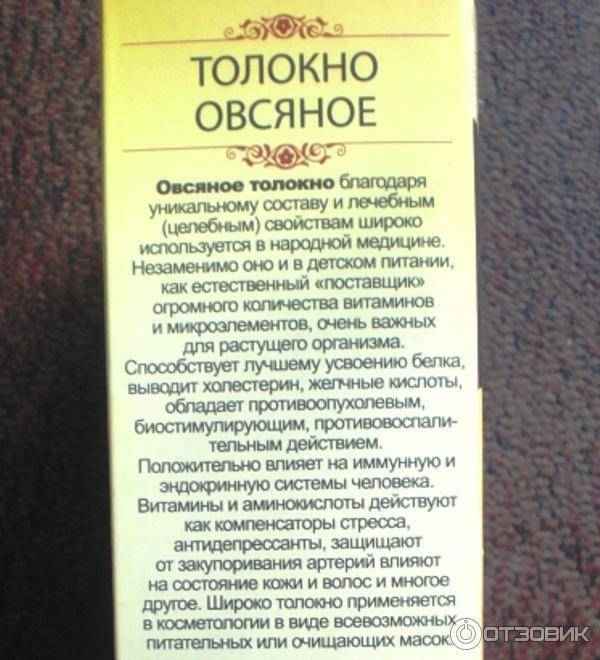 ТОЛОКНО
ОВСЯНОЕ
Овсяное толокно благодаря
уникальному составу и лечебным
(целебным) свойствам широко
используется в народной медицине.
Незаменимо оно и в детском питании,
как естественный «поставщик»
огромного количества витаминов
и микроэлементов, очень важных
для растущего организма.
Способствует лучшему усвоению белка,
выводит холестерин, желчные кислоты,
обладает противоопухолевым,
биостимулирующим, противовоспали-
тельным действием.
Положительно влияет на иммунную и
эндокринную системы человека.
Витамины и аминокислоты действуют
как компенсаторы стресса,
антидепрессанты, защищают
от закупоривания артерий влияют
на состояние кожи и волос и многое
другое. Широко толокно применяется
в косметологии в виде всевозможных
питательных или очищающих масок.
ОТЗОВИК